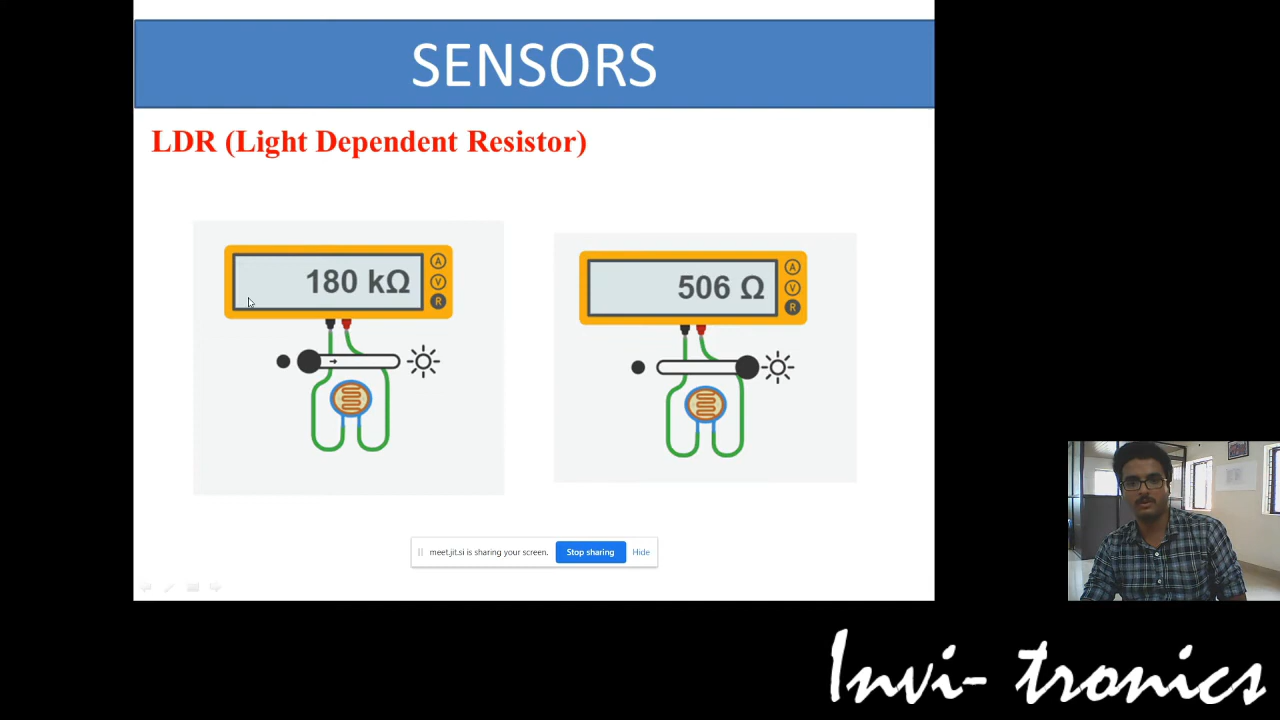 SENSORS
LDR (Light Dependent Resistor)
180 kΩ
A
V
R
506 Ω
A
V
R
meet.jit.si is sharing your screen.
Stop sharing
Hide
Invi- tronics